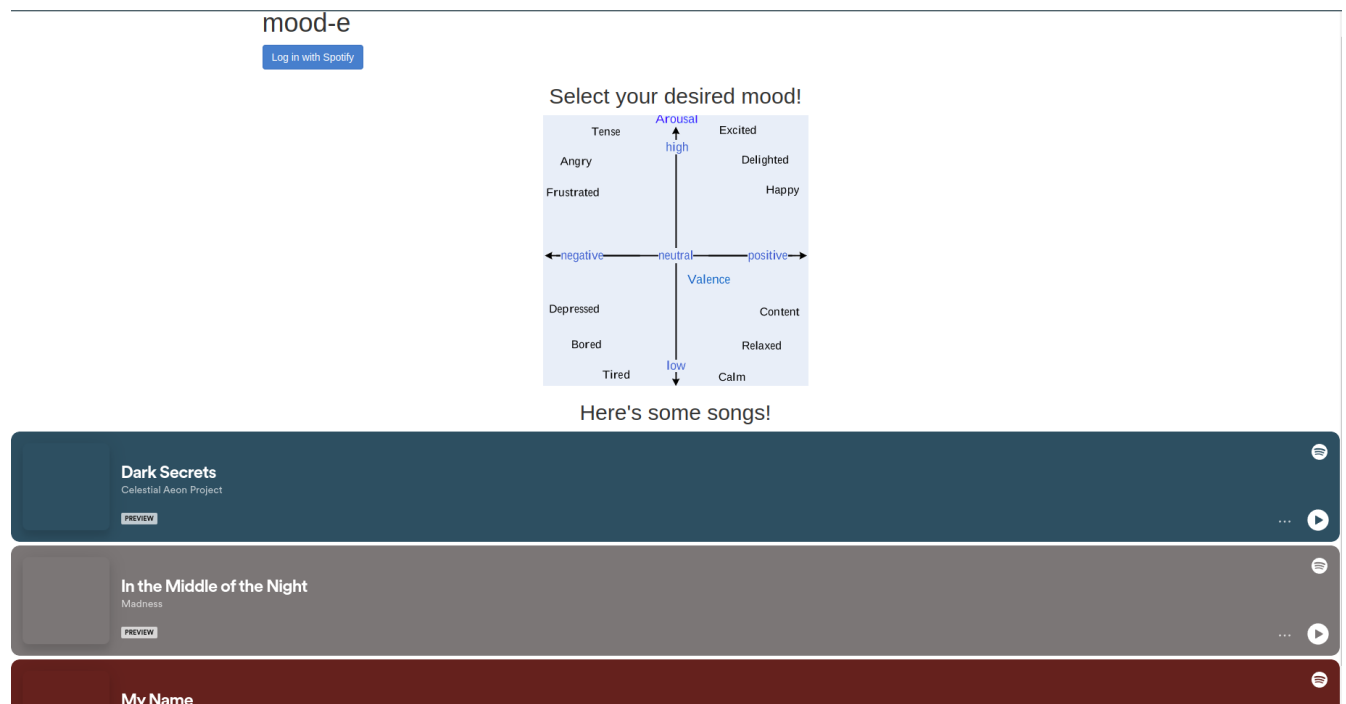 mood-e
Log in with Spotify
Select your desired mood!
Arousal
Tense
Excited
high
Angry
Delighted
Frustrated
Happy
negative
neutral
positive
Valence
Depressed
Content
Bored
Relaxed
low
Tired
Calm
Here's some songs!
Dark Secrets
Celestial Aeon Project
PREVIEW
In the Middle of the Night
Madness
PREVIEW
My Name